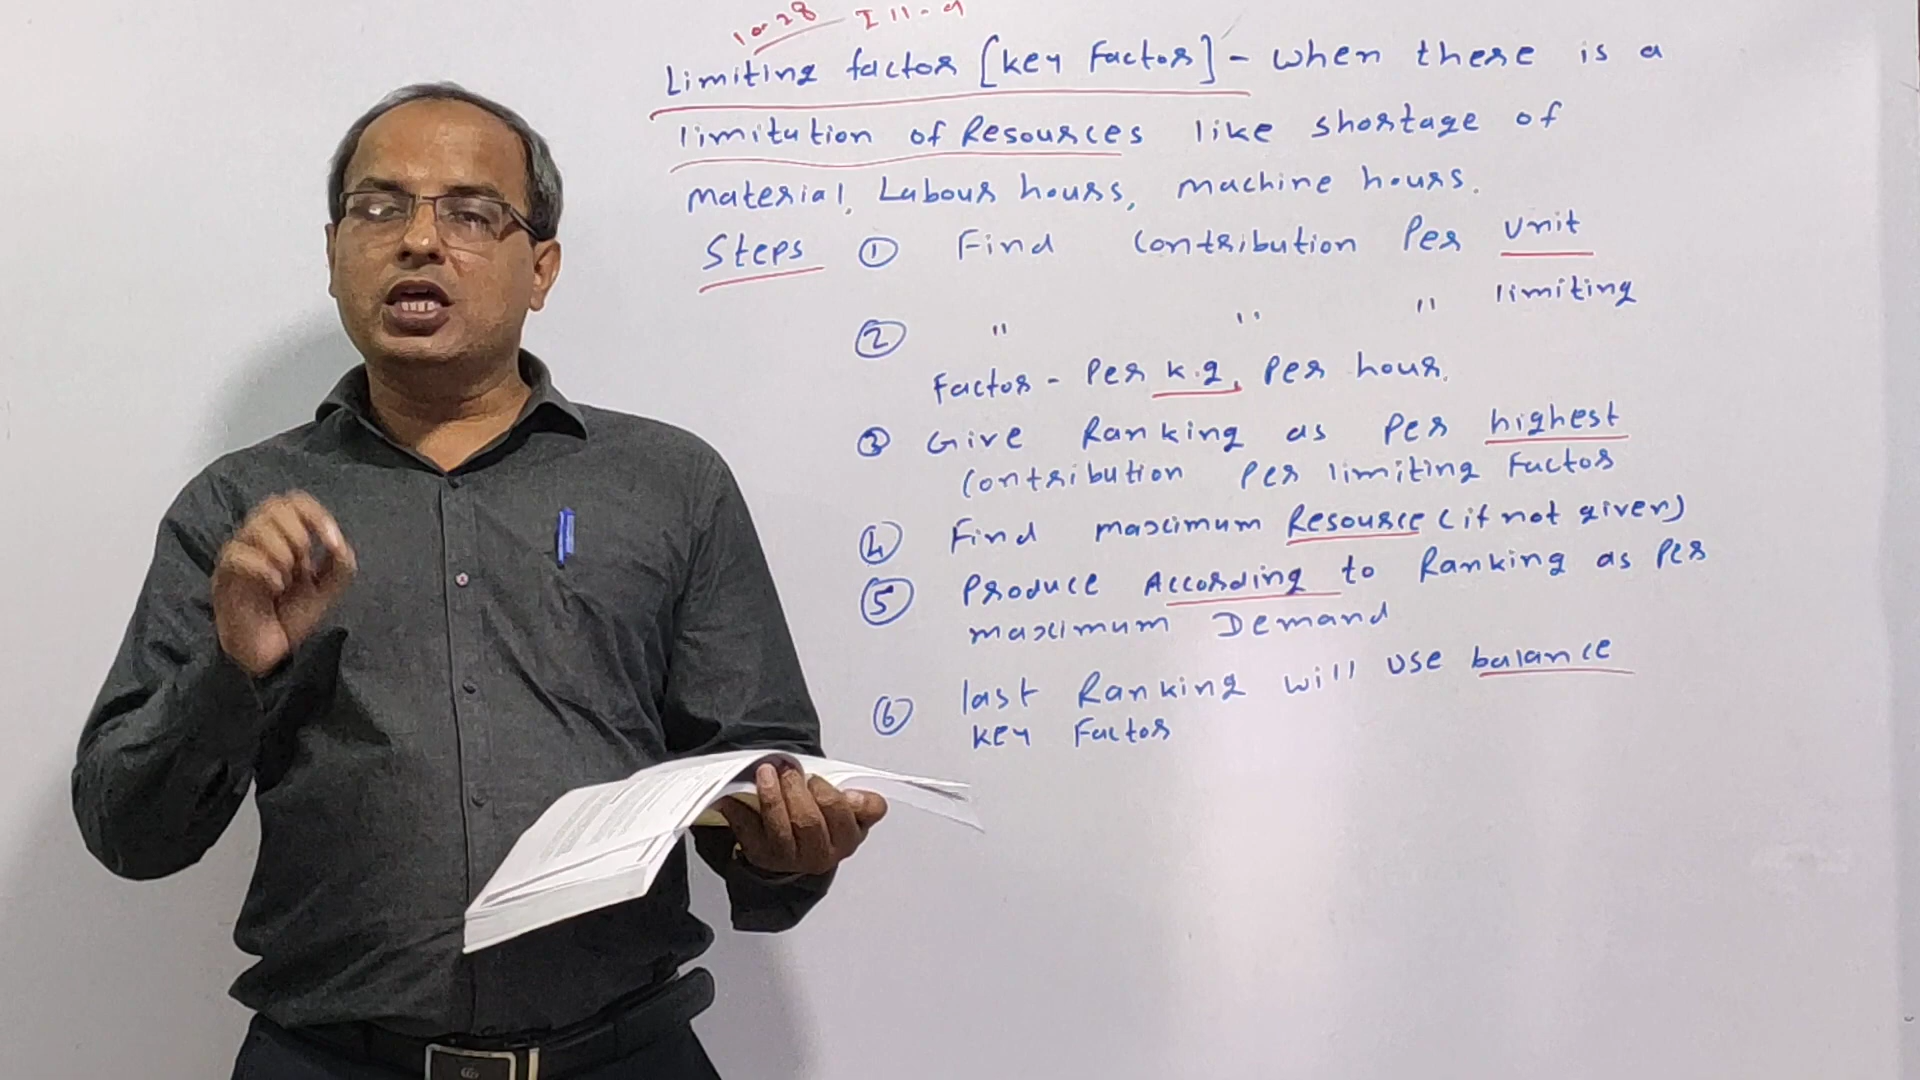 10.28 Ill-9
Limiting factor [key Factor] - when there is a
limitation of Resources like shortage of
material, Labour hours, machine hours.
Steps ① Find Contribution Per unit
② " " " limiting
Factor - Per k.g, Per hour.
③ Give Ranking as Per highest
Contribution Per limiting Factor
④ Find maximum Resource (if not given)
⑤ Produce According to Ranking as Per
maximum Demand
⑥ last Ranking will use balance
key Factor